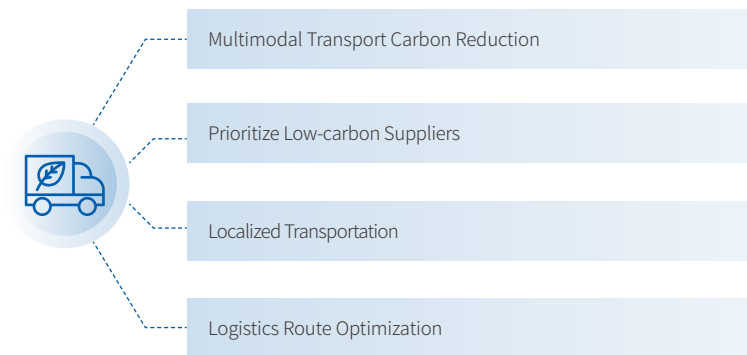 Multimodal Transport Carbon Reduction
Prioritize Low-carbon Suppliers
Localized Transportation
Logistics Route Optimization